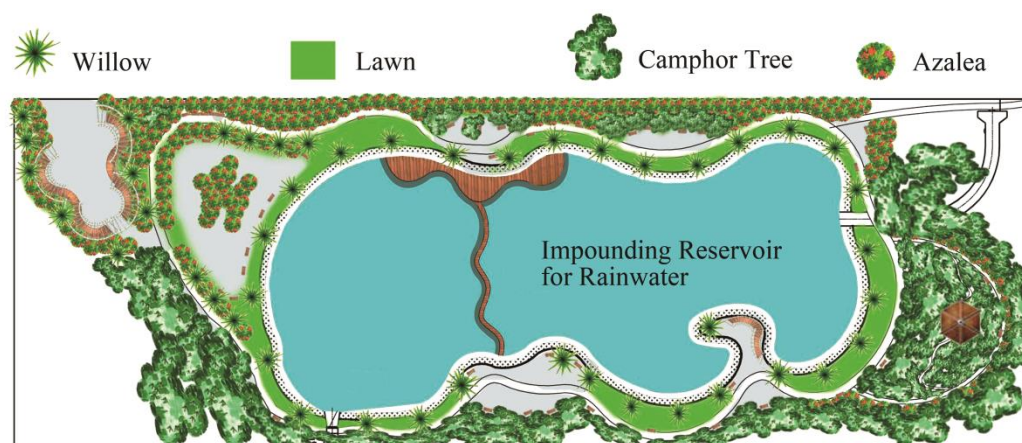 Willow
Lawn
Camphor Tree
Azalea
Impounding Reservoir
for Rainwater